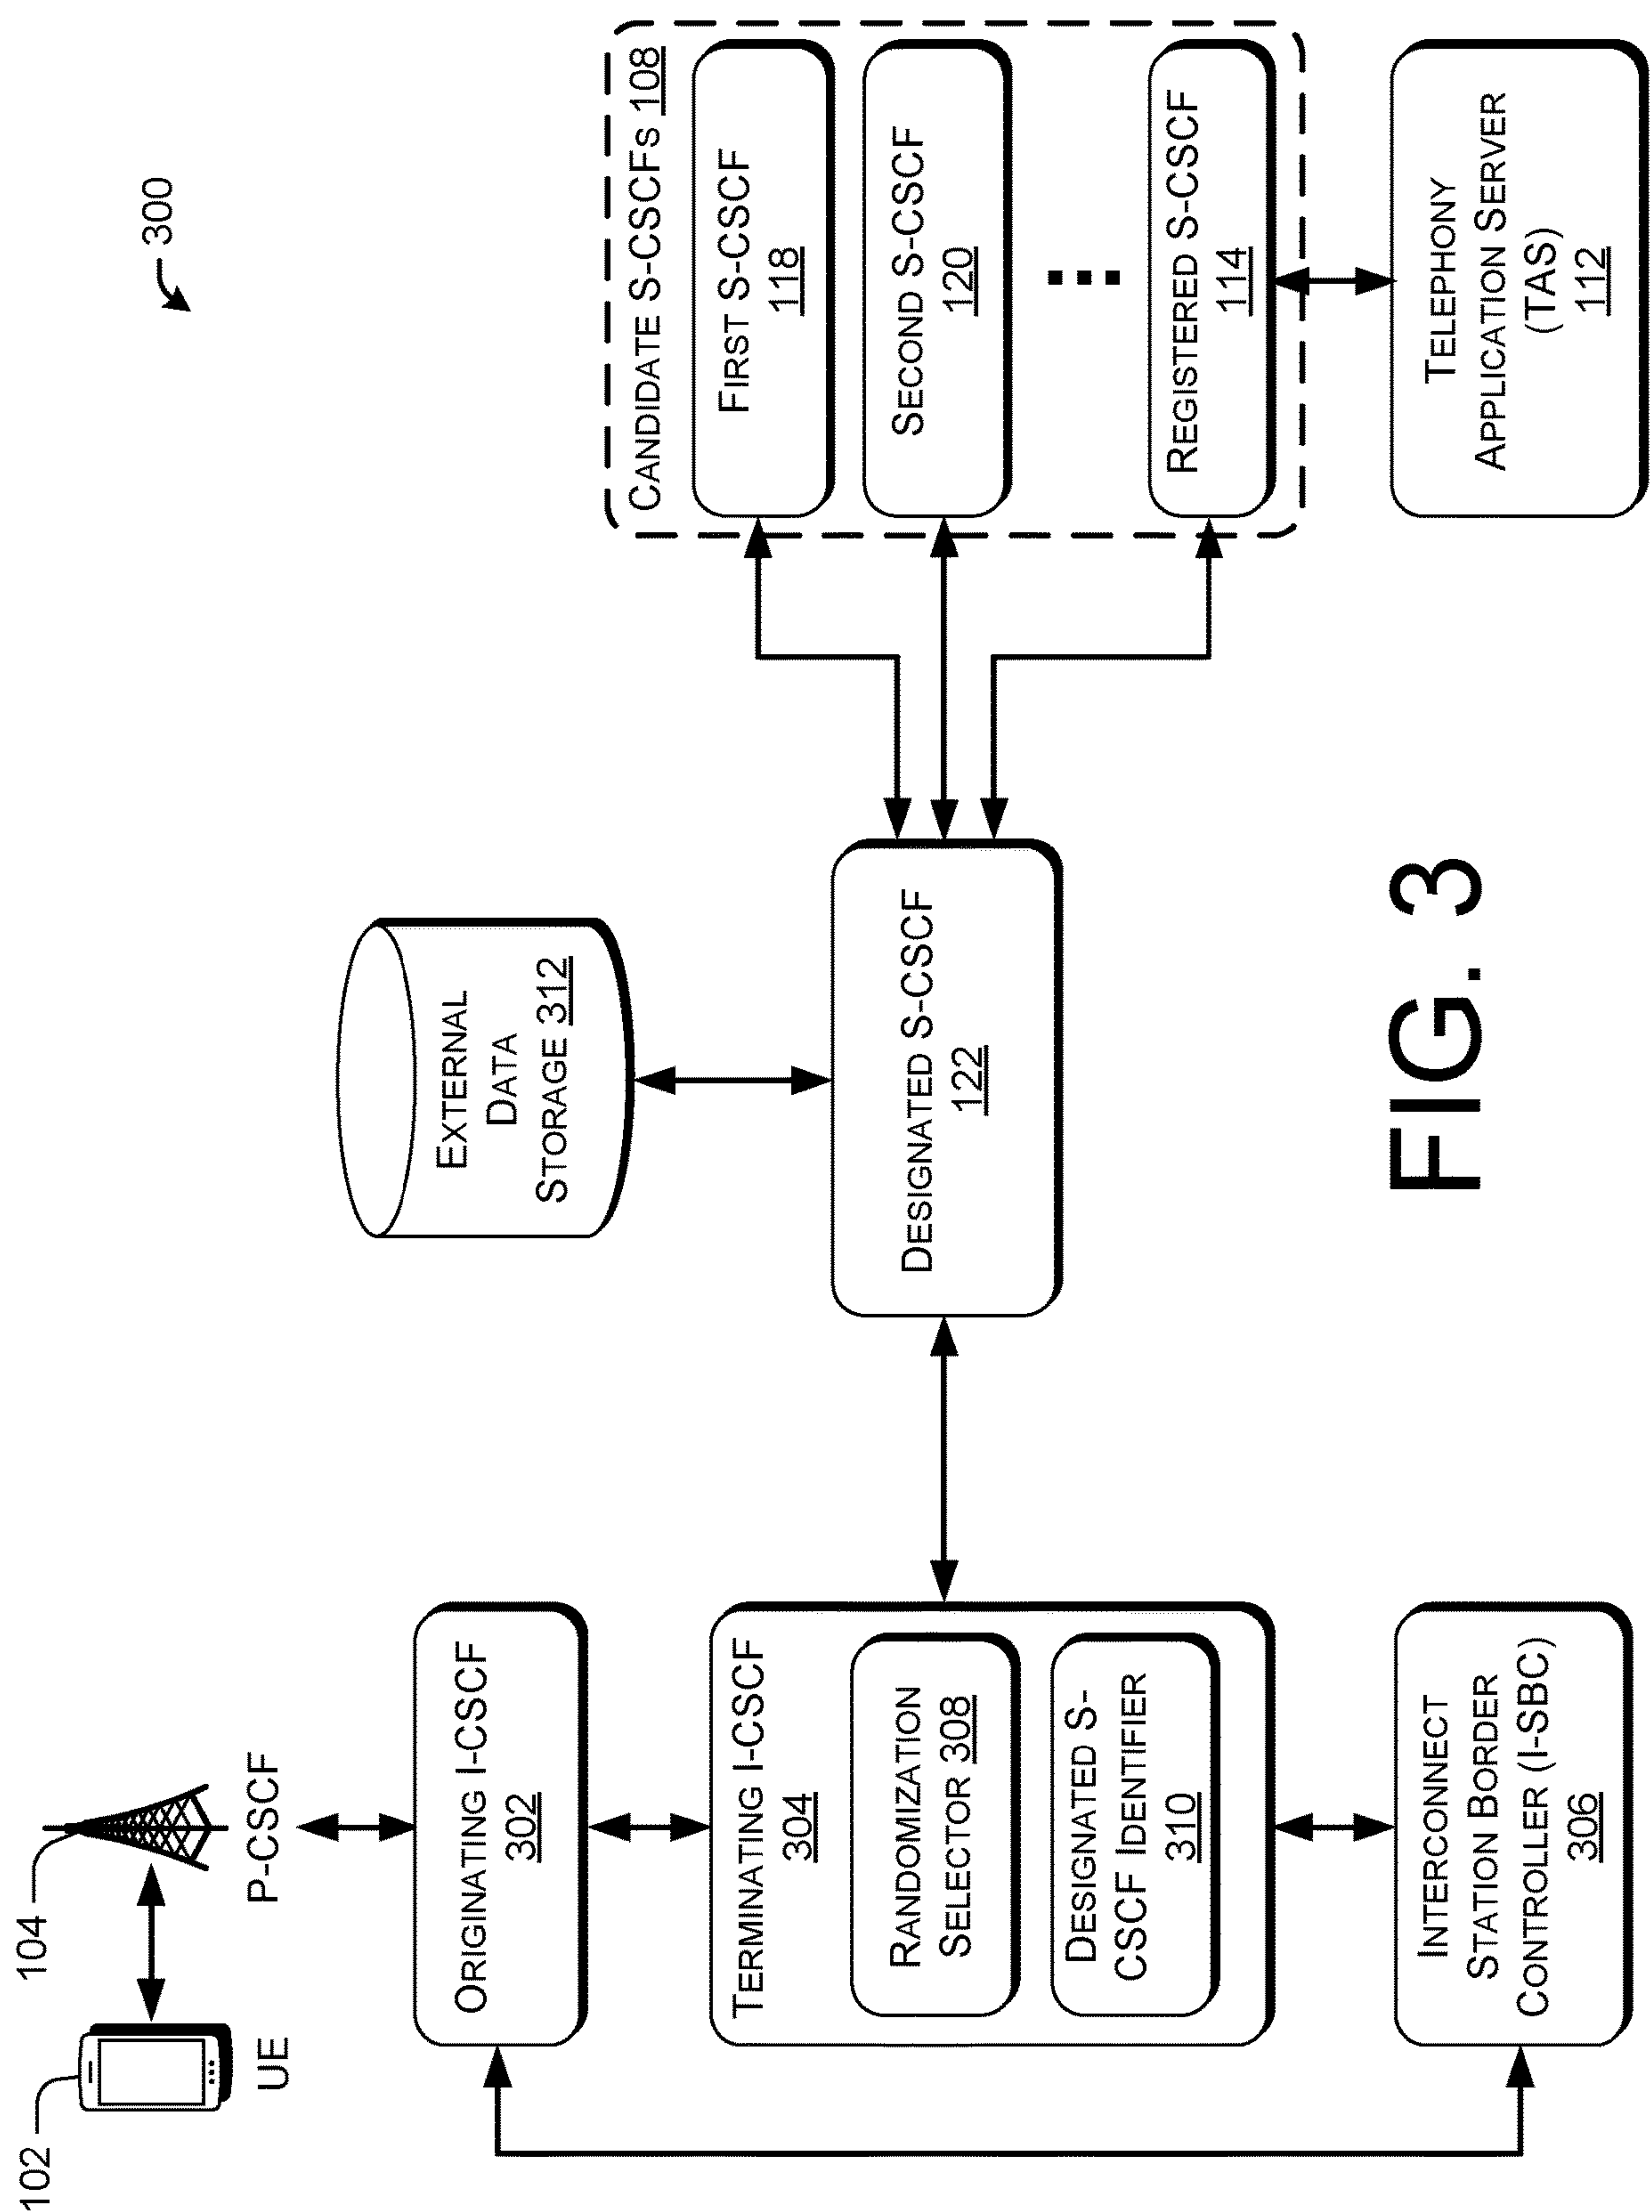 300
102
UE
104
P-CSCF
ORIGINATING I-CSCF
302
TERMINATING I-CSCF
304
RANDOMIZATION
SELECTOR 308
DESIGNATED S-
CSCF IDENTIFIER
310
INTERCONNECT
STATION BORDER
CONTROLLER (I-SBC)
306
EXTERNAL
DATA
STORAGE 312
DESIGNATED S-CSCF
122
CANDIDATE S-CSCFS 108
FIRST S-CSCF
118
SECOND S-CSCF
120
REGISTERED S-CSCF
114
TELEPHONY
APPLICATION SERVER
(TAS)
112
FIG. 3